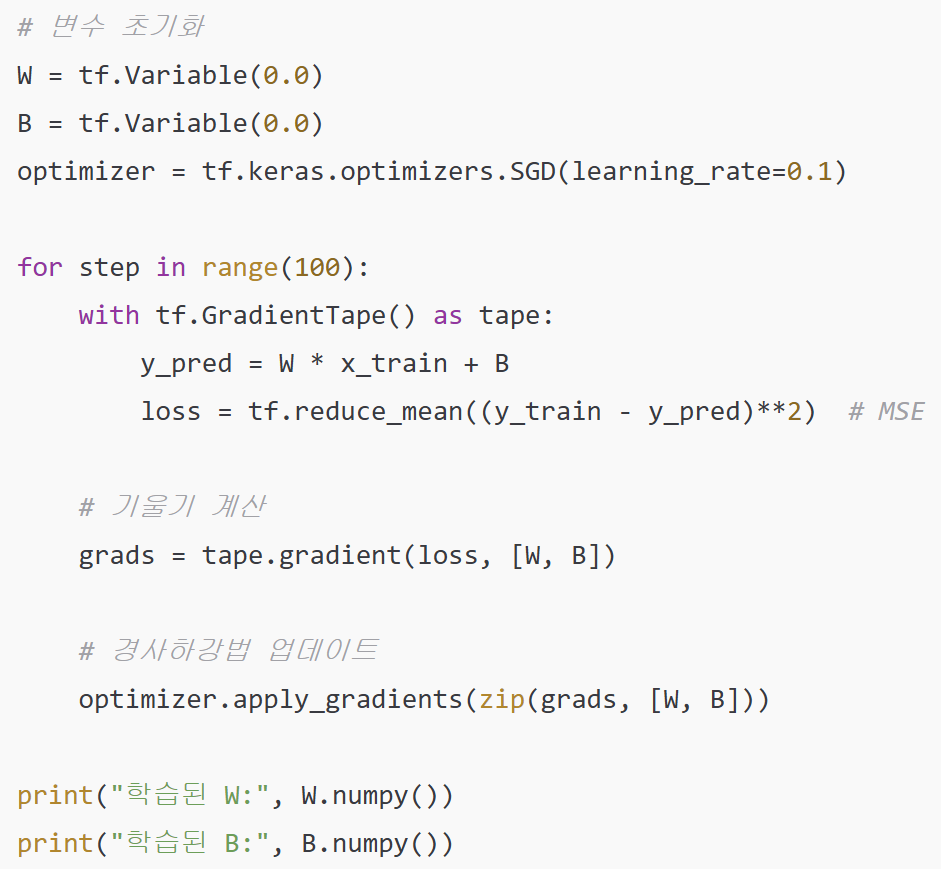 # 변수 초기화
W = tf.Variable(0.0)
B = tf.Variable(0.0)
optimizer = tf.keras.optimizers.SGD(learning_rate=0.1)
for step in range(100):
    with tf.GradientTape() as tape:
        y_pred = W * x_train + B
        loss = tf.reduce_mean((y_train - y_pred)**2)  # MSE
    # 기울기 계산
    grads = tape.gradient(loss, [W, B])
    # 경사하강법 업데이트
    optimizer.apply_gradients(zip(grads, [W, B]))
print("학습된 W:", W.numpy())
print("학습된 B:", B.numpy())